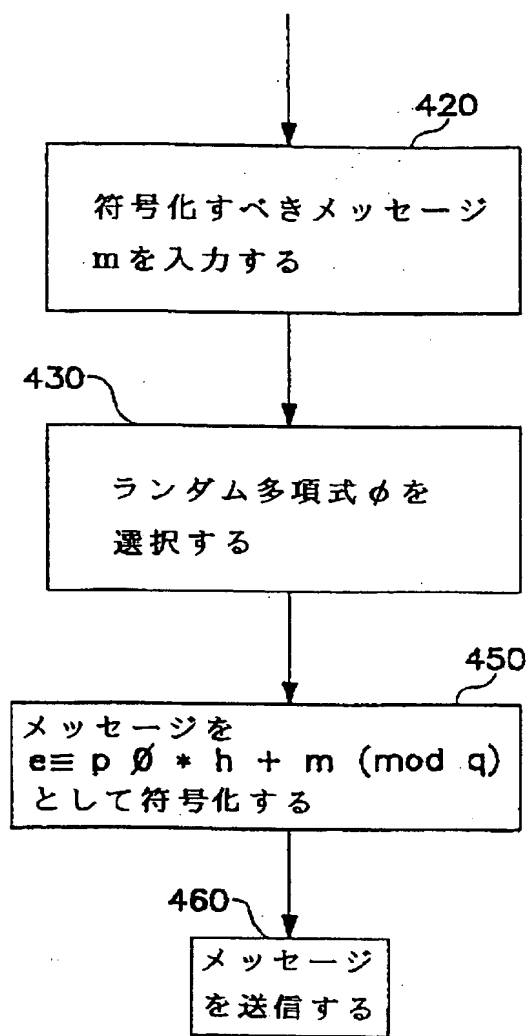 420
符号化すべきメッセージ
mを入力する
430
ランダム多項式φを
選択する
450
メッセージを
e≡ p Ø * h + m (mod q)
として符号化する
460
メッセージ
を送信する